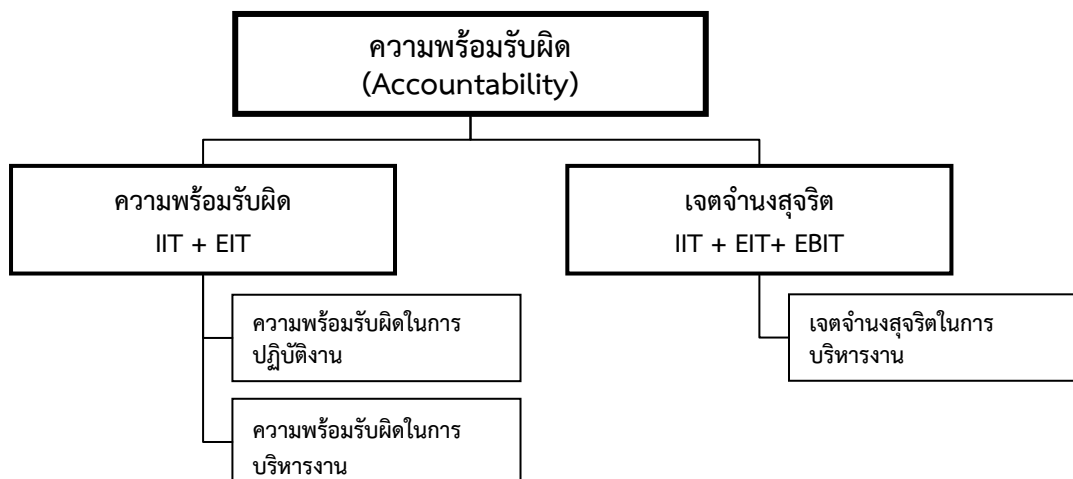 ความพร้อมรับผิด
(Accountability)
ความพร้อมรับผิด
IIT + EIT
เจตจำนงสุจริต
IIT + EIT+ EBIT
ความพร้อมรับผิดในการ
ปฏิบัติงาน
เจตจำนงสุจริตในการ
บริหารงาน
ความพร้อมรับผิดในการ
บริหารงาน